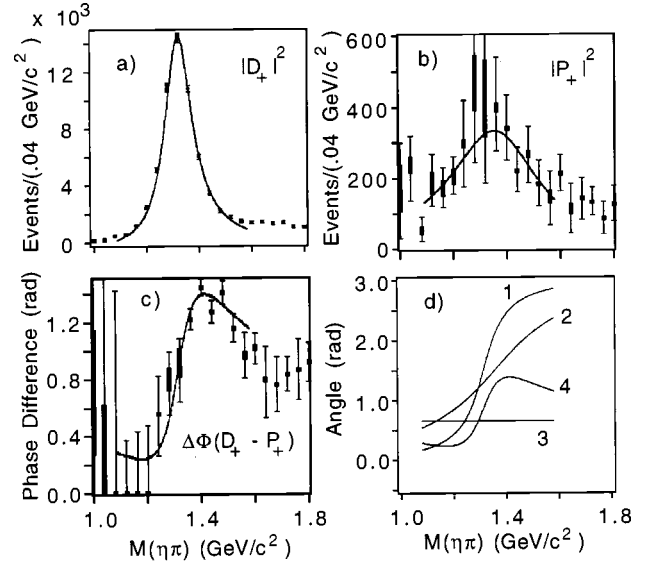 x 10³
Events/(.04 GeV/c²)
12
8
4
0
a)
|D₊|²
Events/(.04 GeV/c²)
600
400
200
0
b)
|P₊|²
Phase Difference (rad)
1.2
0.8
0.4
0.0
c)
ΔΦ(D₊ - P₊)
1.0 1.4 1.8
M(ηπ) (GeV/c²)
Angle (rad)
3.0
2.0
1.0
0.0
d)
1
2
4
3
1.0 1.4 1.8
M(ηπ) (GeV/c²)